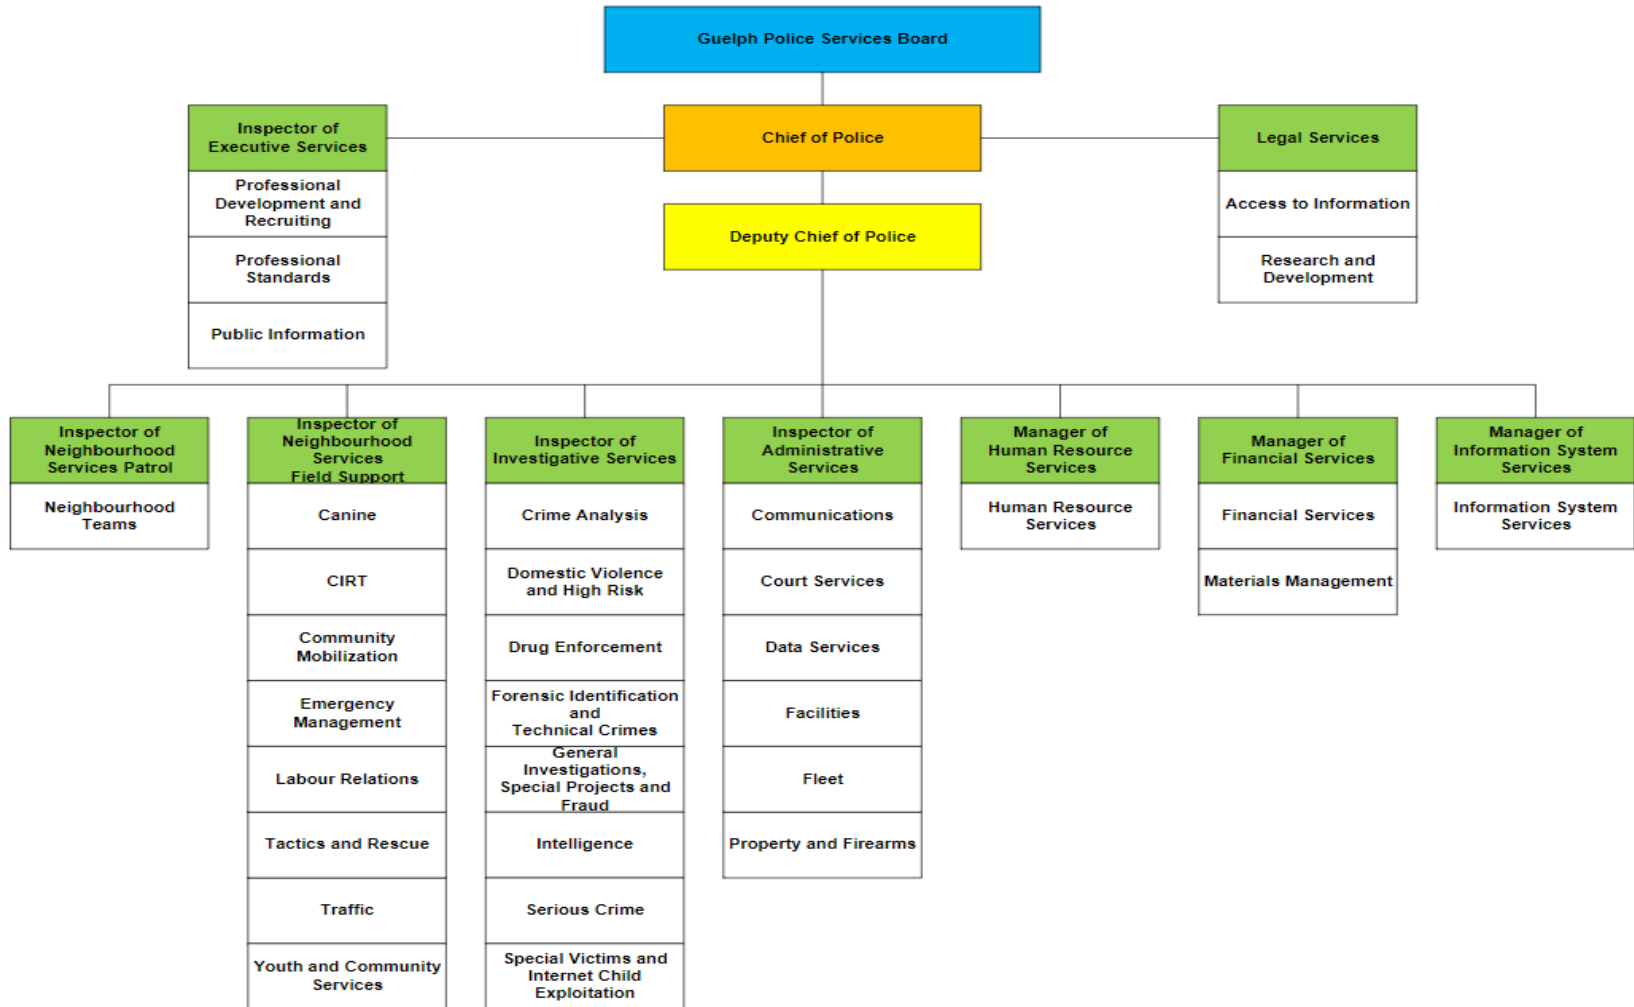 Guelph Police Services Board
Inspector of
Executive Services
Chief of Police
Legal Services
Professional
Development and
Recruiting
Access to Information
Deputy Chief of Police
Professional
Standards
Research and
Development
Public Information
Inspector of
Neighbourhood
Services Patrol
Neighbourhood
Teams
Inspector of
Neighbourhood
Services
Field Support
Canine
CIRT
Community
Mobilization
Emergency
Management
Labour Relations
Tactics and Rescue
Traffic
Youth and Community
Services
Inspector of
Investigative Services
Crime Analysis
Domestic Violence
and High Risk
Drug Enforcement
Forensic Identification
and
Technical Crimes
General
Investigations,
Special Projects and
Fraud
Intelligence
Serious Crime
Special Victims and
Internet Child
Exploitation
Inspector of
Administrative
Services
Communications
Court Services
Data Services
Facilities
Fleet
Property and Firearms
Manager of
Human Resource
Services
Human Resource
Services
Manager of
Financial Services
Financial Services
Materials Management
Manager of
Information System
Services
Information System
Services